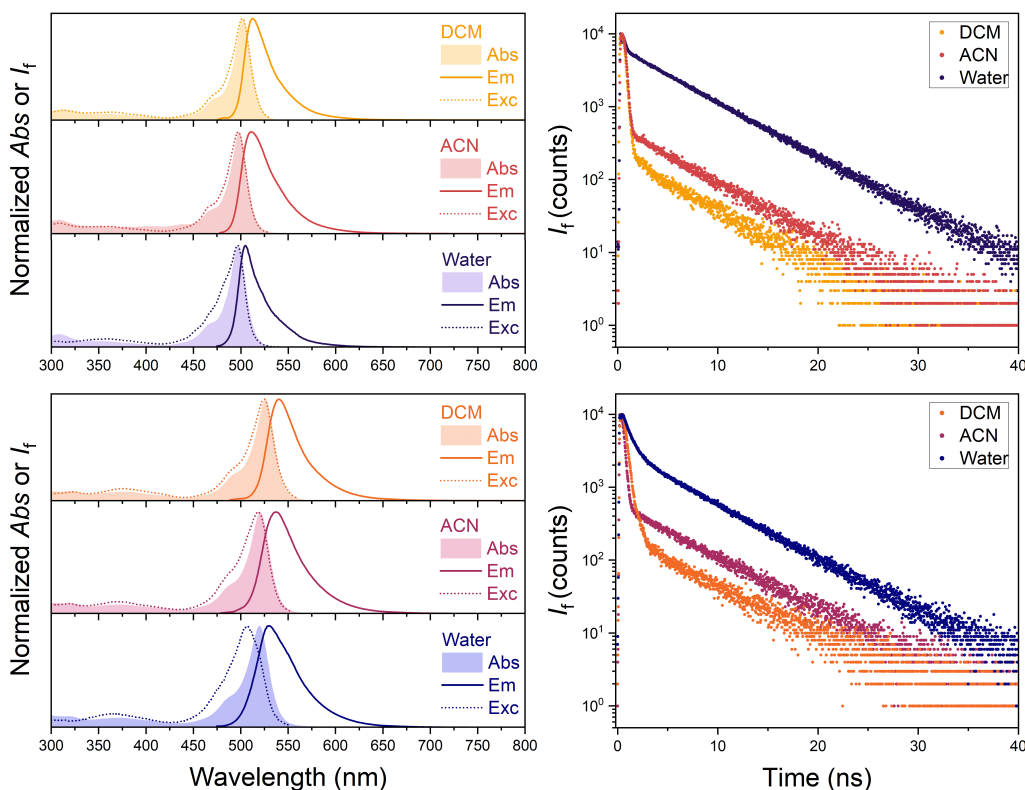 Normalized Abs or If
DCM
Abs
Em
Exc
ACN
Abs
Em
Exc
Water
Abs
Em
Exc
300 350 400 450 500 550 600 650 700 750 800
If (counts)
10⁴
10³
10²
10¹
10⁰
DCM
ACN
Water
0 10 20 30 40
Normalized Abs or If
DCM
Abs
Em
Exc
ACN
Abs
Em
Exc
Water
Abs
Em
Exc
300 350 400 450 500 550 600 650 700 750 800
Wavelength (nm)
If (counts)
10⁴
10³
10²
10¹
10⁰
DCM
ACN
Water
0 10 20 30 40
Time (ns)